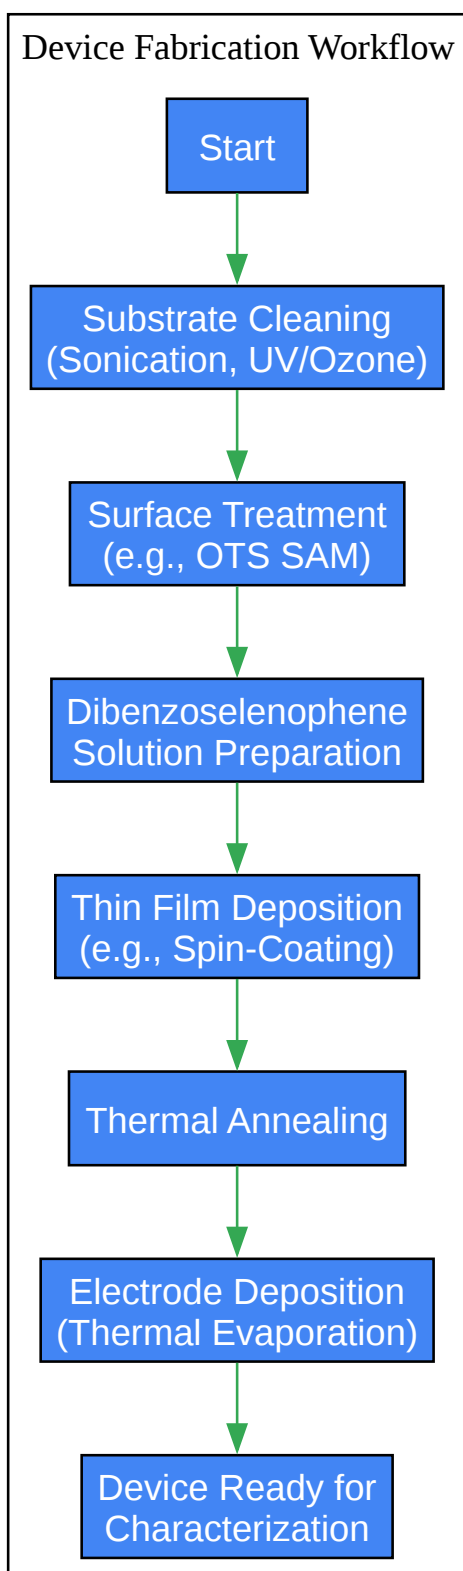 Device Fabrication Workflow
Start
Substrate Cleaning
(Sonication, UV/Ozone)
Surface Treatment
(e.g., OTS SAM)
Dibenzoselenophene
Solution Preparation
Thin Film Deposition
(e.g., Spin-Coating)
Thermal Annealing
Electrode Deposition
(Thermal Evaporation)
Device Ready for
Characterization